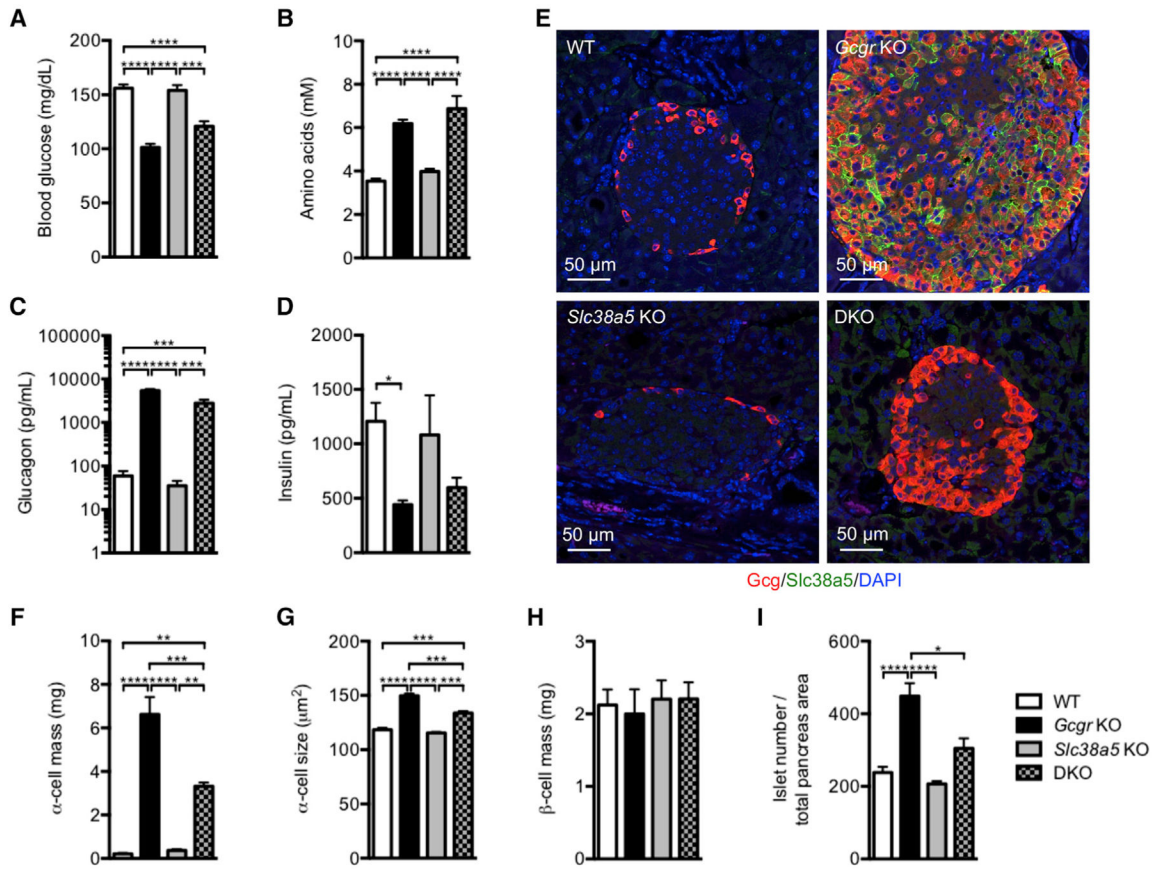 A
Blood glucose (mg/dL)
200
150
100
50
0
****
**** **** ***
B
Amino acids (mM)
10
8
6
4
2
0
****
**** **** ****
C
Glucagon (pg/mL)
100000
10000
1000
100
10
1
***
**** **** ***
D
Insulin (pg/mL)
2000
1500
1000
500
0
*
E
WT
50 µm
Gcgr KO
50 µm
Slc38a5 KO
50 µm
DKO
50 µm
Gcg/Slc38a5/DAPI
F
α-cell mass (mg)
10
8
6
4
2
0
**
***
**** **** **
G
α-cell size (µm²)
200
150
100
50
0
***
***
**** **** ***
H
β-cell mass (mg)
3
2
1
0
I
Islet number /
total pancreas area
600
400
200
0
*
**** ****
WT
Gcgr KO
Slc38a5 KO
DKO